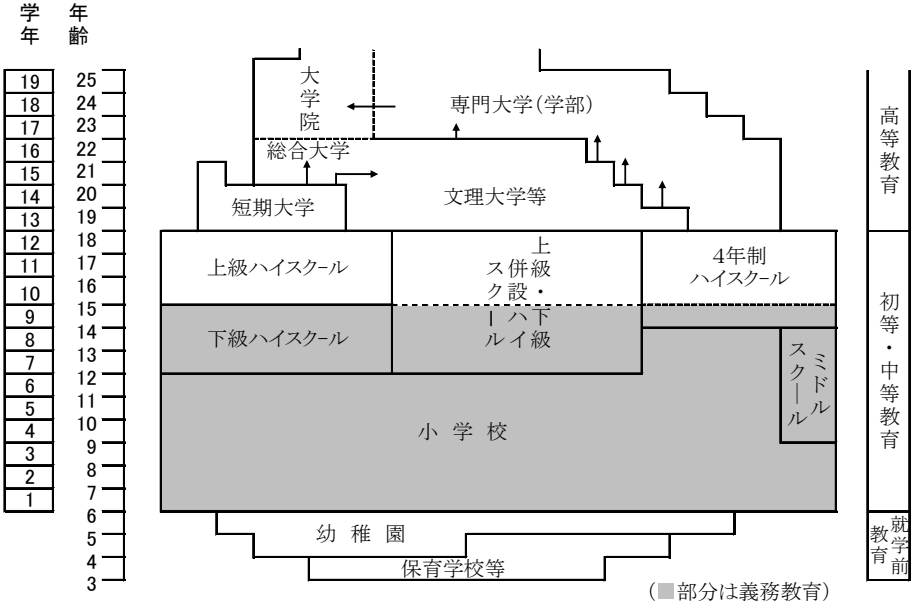 学年
年齢
19
18
17
16
15
14
13
12
11
10
9
8
7
6
5
4
3
2
1
25
24
23
22
21
20
19
18
17
16
15
14
13
12
11
10
9
8
7
6
5
4
3
大学院
専門大学(学部)
総合大学
短期大学
文理大学等
上級ハイスクール
上級・下級
併設ハイ
スクール
4年制
ハイスクール
下級ハイスクール
ミドル
スクール
小学校
幼稚園
保育学校等
高等教育
初等・中等教育
就学前
教育
(■部分は義務教育)